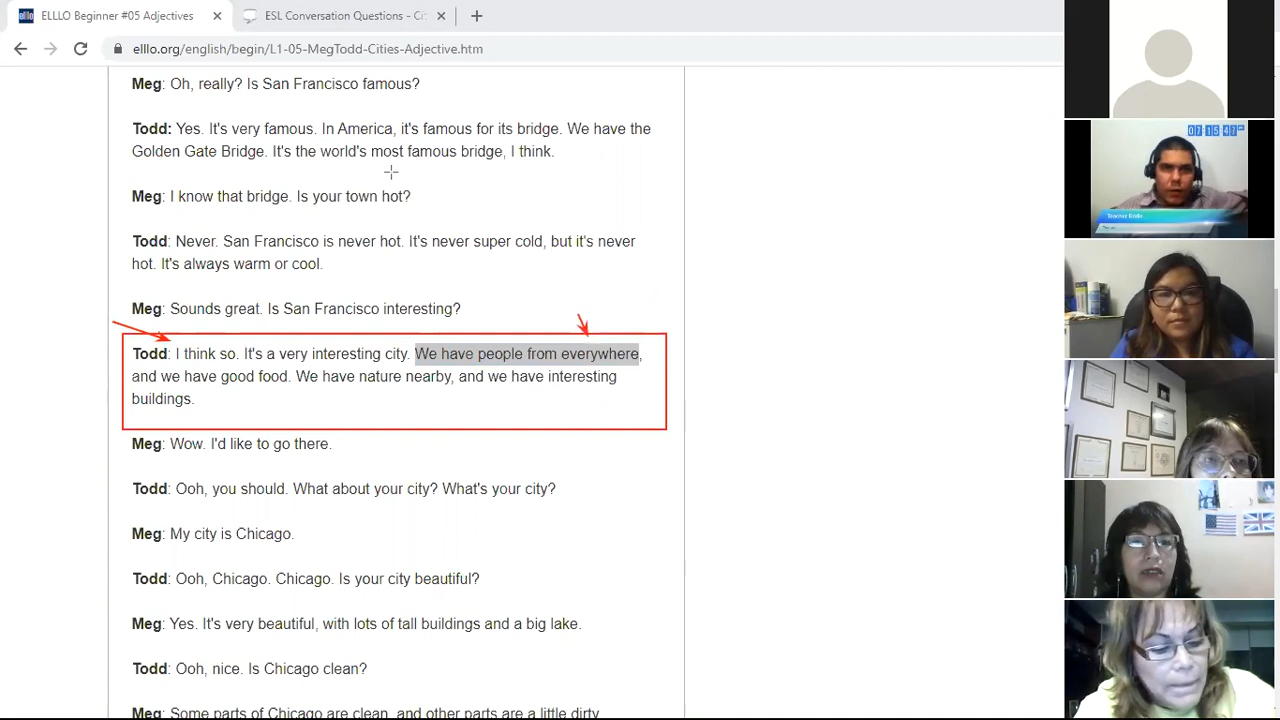 ELLLO Beginner #05 Adjectives
ESL Conversation Questions - Ci
elllo.org/english/begin/L1-05-MegTodd-Cities-Adjective.htm
Meg: Oh, really? Is San Francisco famous?
Todd: Yes. It's very famous. In America, it's famous for its bridge. We have the
Golden Gate Bridge. It's the world's most famous bridge, I think.
Meg: I know that bridge. Is your town hot?
Todd: Never. San Francisco is never hot. It's never super cold, but it's never
hot. It's always warm or cool.
Meg: Sounds great. Is San Francisco interesting?
Todd: I think so. It's a very interesting city. We have people from everywhere,
and we have good food. We have nature nearby, and we have interesting
buildings.
Meg: Wow. I'd like to go there.
Todd: Ooh, you should. What about your city? What's your city?
Meg: My city is Chicago.
Todd: Ooh, Chicago. Chicago. Is your city beautiful?
Meg: Yes. It's very beautiful, with lots of tall buildings and a big lake.
Todd: Ooh, nice. Is Chicago clean?
Meg: Some parts of Chicago are clean, and other parts are a little dirty
07:15:47
Teacher